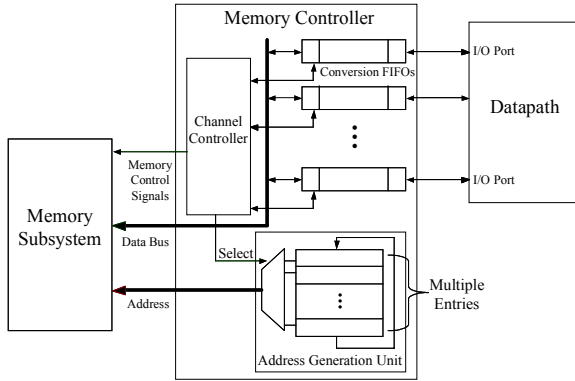 Memory Controller
I/O Port
Conversion FIFOs
Channel
Controller
Datapath
Memory
Control
Signals
I/O Port
Memory
Subsystem
Data Bus
Select
Address
Multiple
Entries
Address Generation Unit